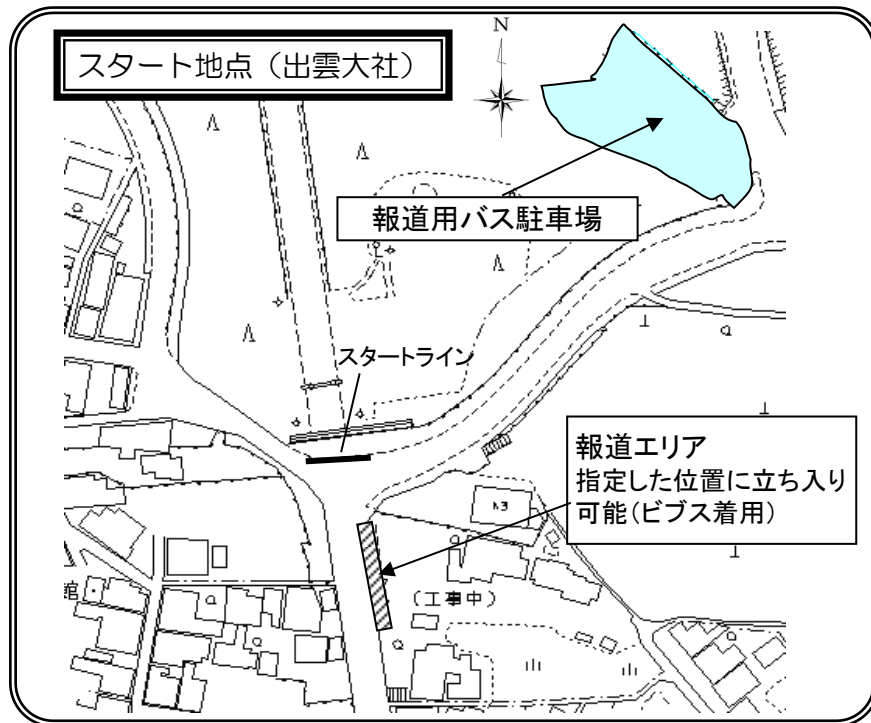 スタート地点（出雲大社）
N
報道用バス駐車場
スタートライン
報道エリア
指定した位置に立ち入り
可能（ビブス着用）
（工事中）
館